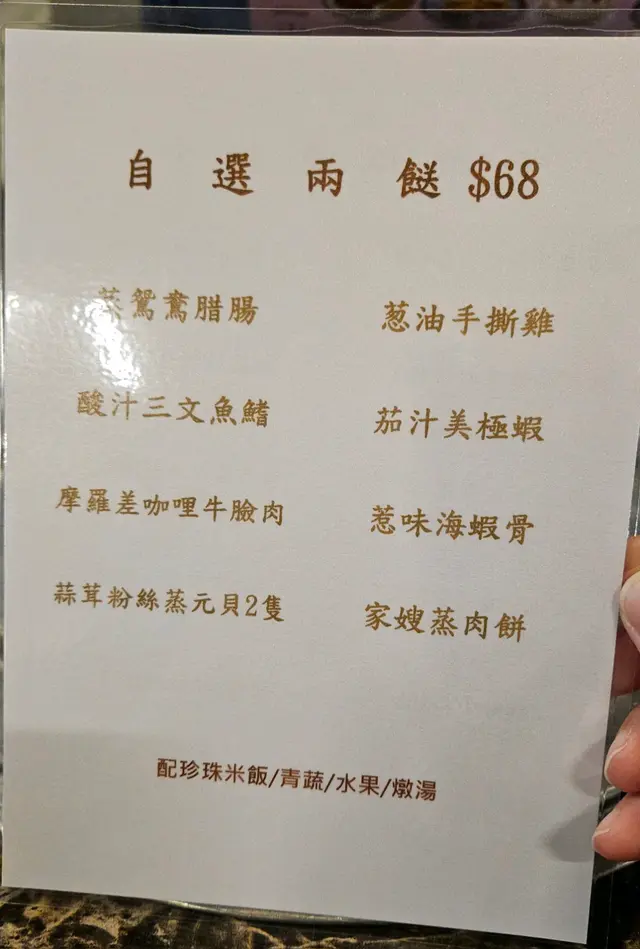 自選兩餸 $68
蒸鴛鴦腊腸
葱油手撕雞
酸汁三文魚鰭
茄汁美極蝦
摩羅差咖哩牛臉肉
惹味海蝦骨
蒜茸粉絲蒸元貝2隻
家嫂蒸肉餅
配珍珠米飯/青蔬/水果/燉湯